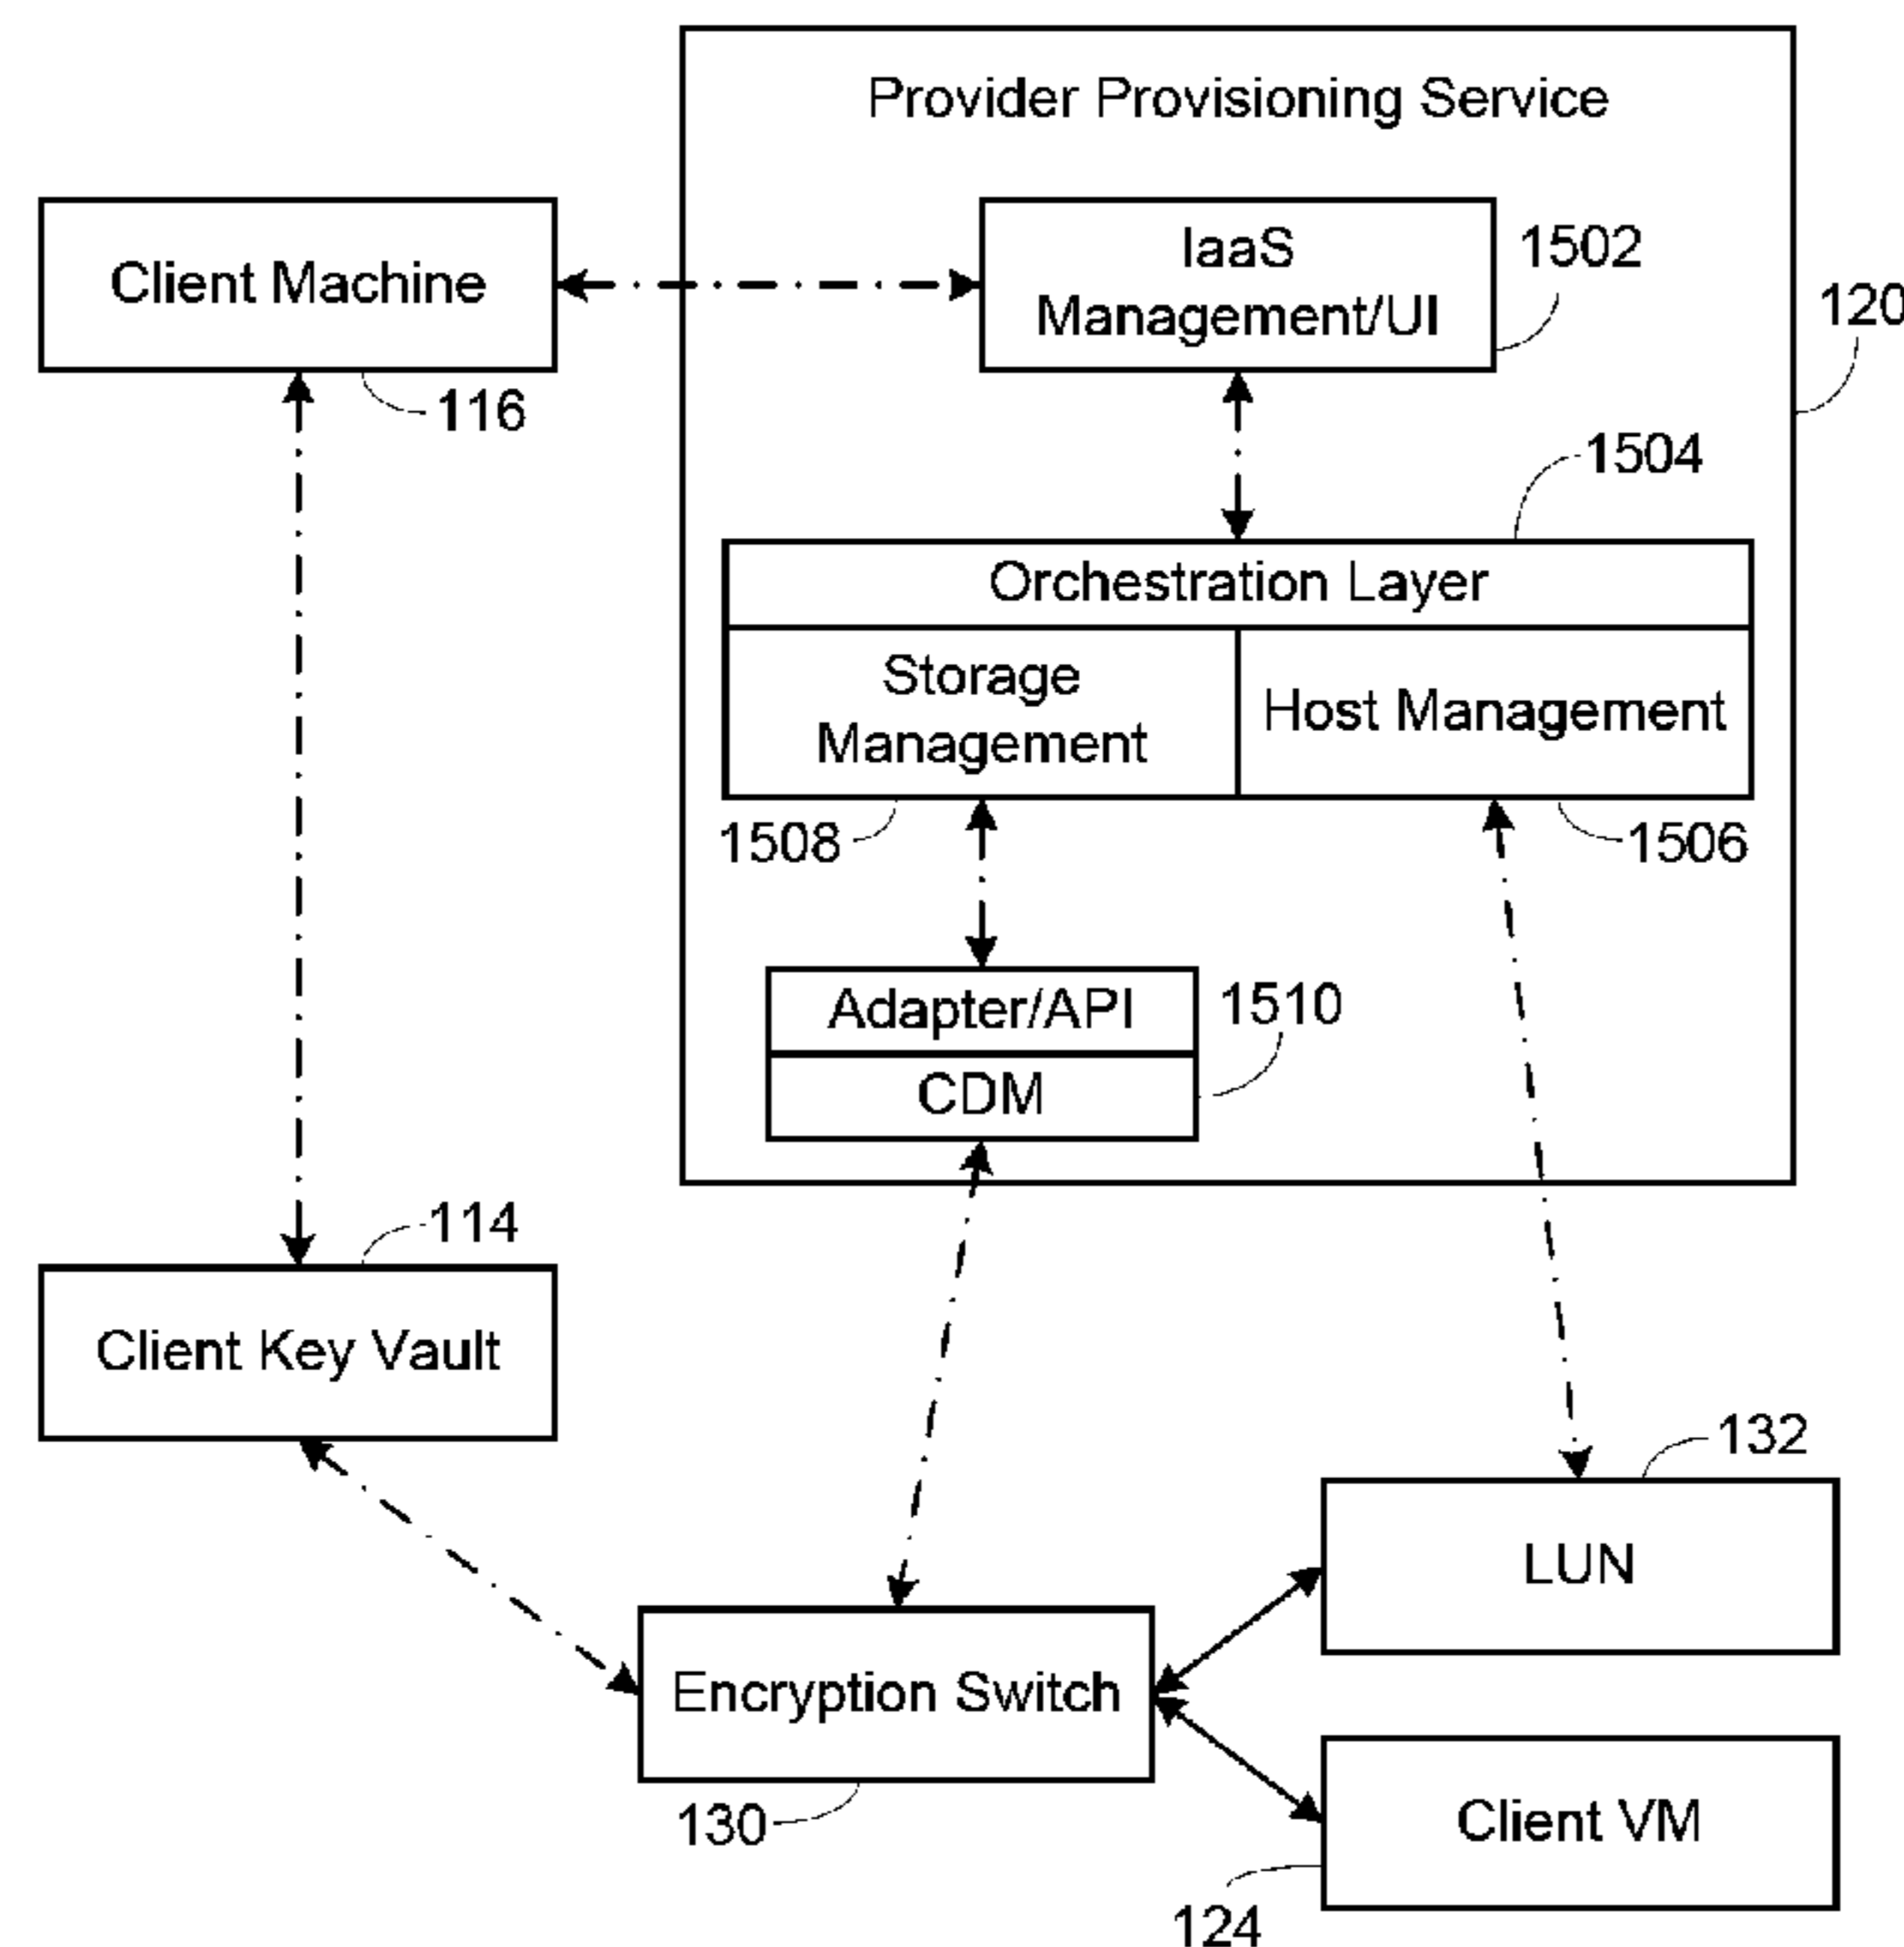 Provider Provisioning Service
Client Machine
116
IaaS
Management/UI
1502
120
1504
Orchestration Layer
Storage
Management
Host Management
1508
1506
Adapter/API
CDM
1510
114
Client Key Vault
132
LUN
Encryption Switch
130
Client VM
124